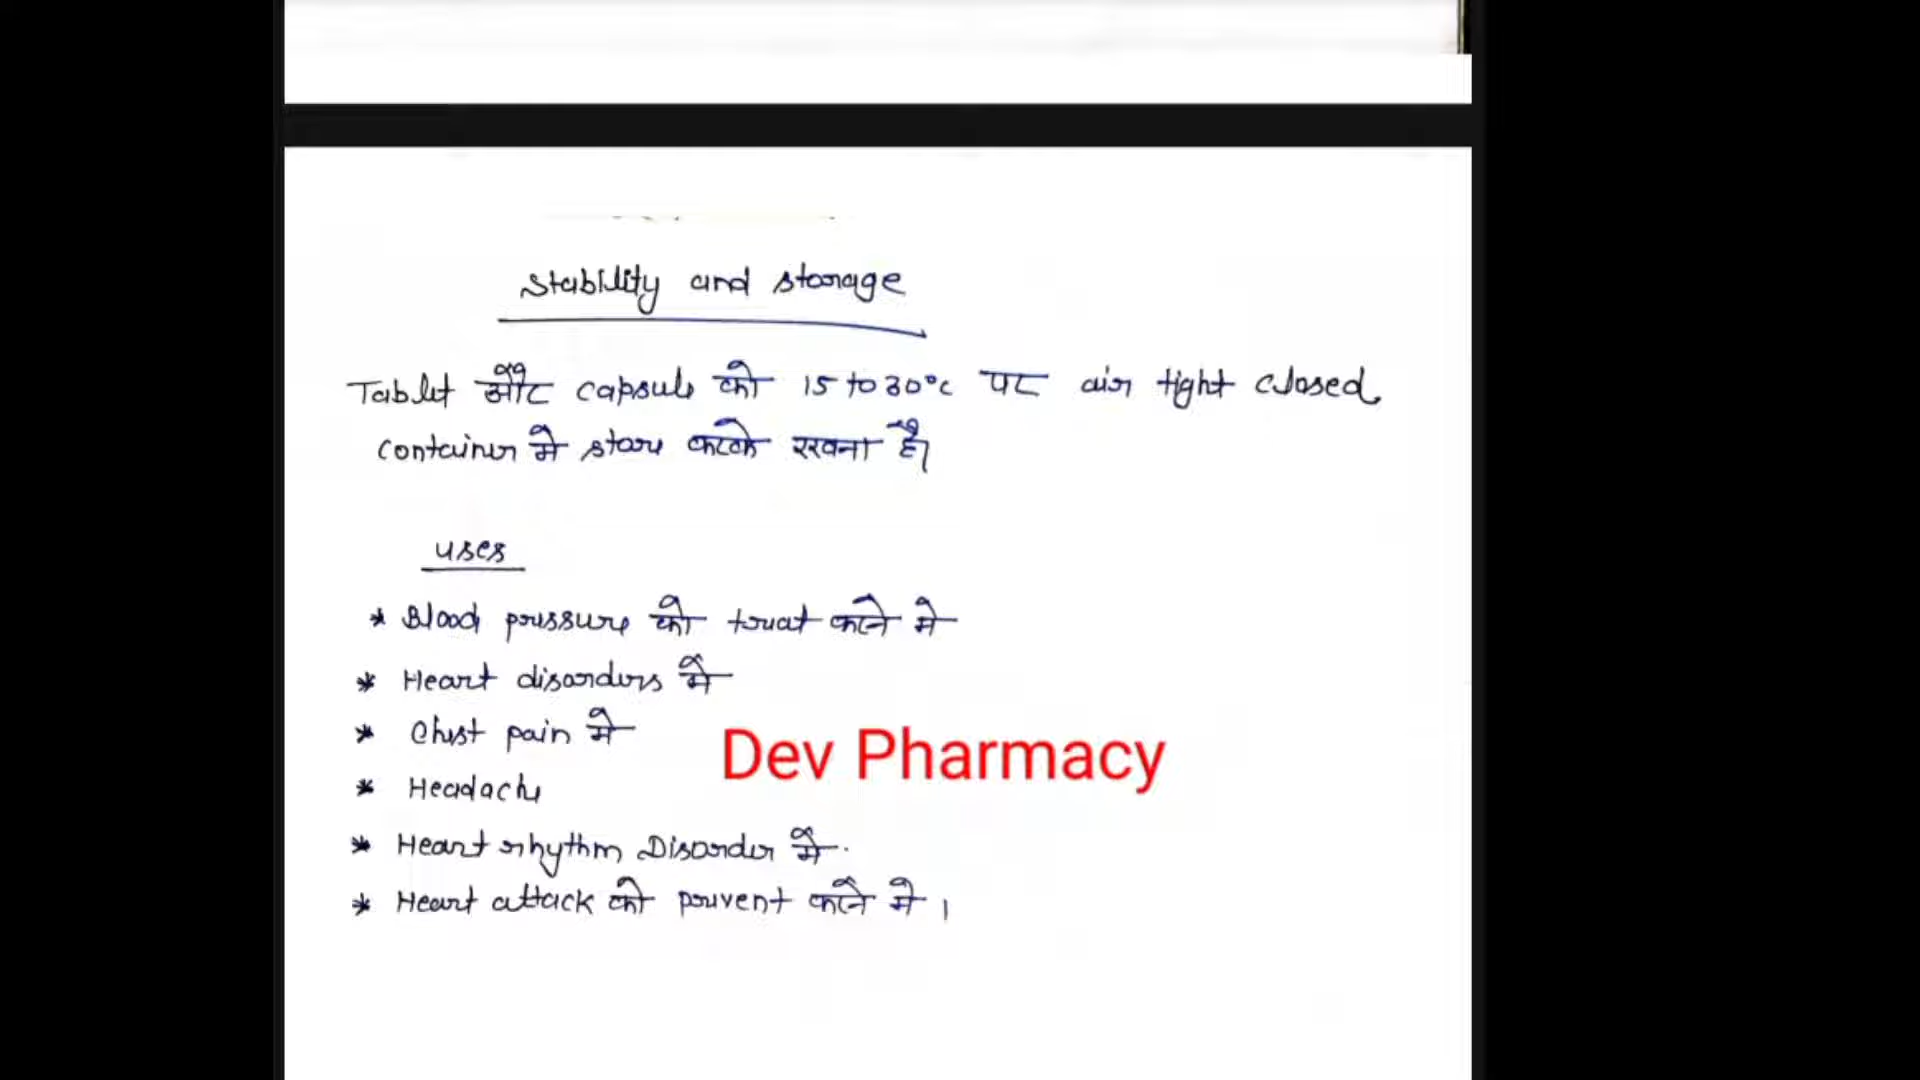 Stability and storage
Tablet और capsule को 15 to 30°c पर air tight closed
container मे store करके रखना है।
uses
* Blood pressure को treat करने मे
* Heart disorders मे
* Chest pain मे
Dev Pharmacy
* Headache
* Heart rhythm Disorder मे.
* Heart attack को prevent करने मे।